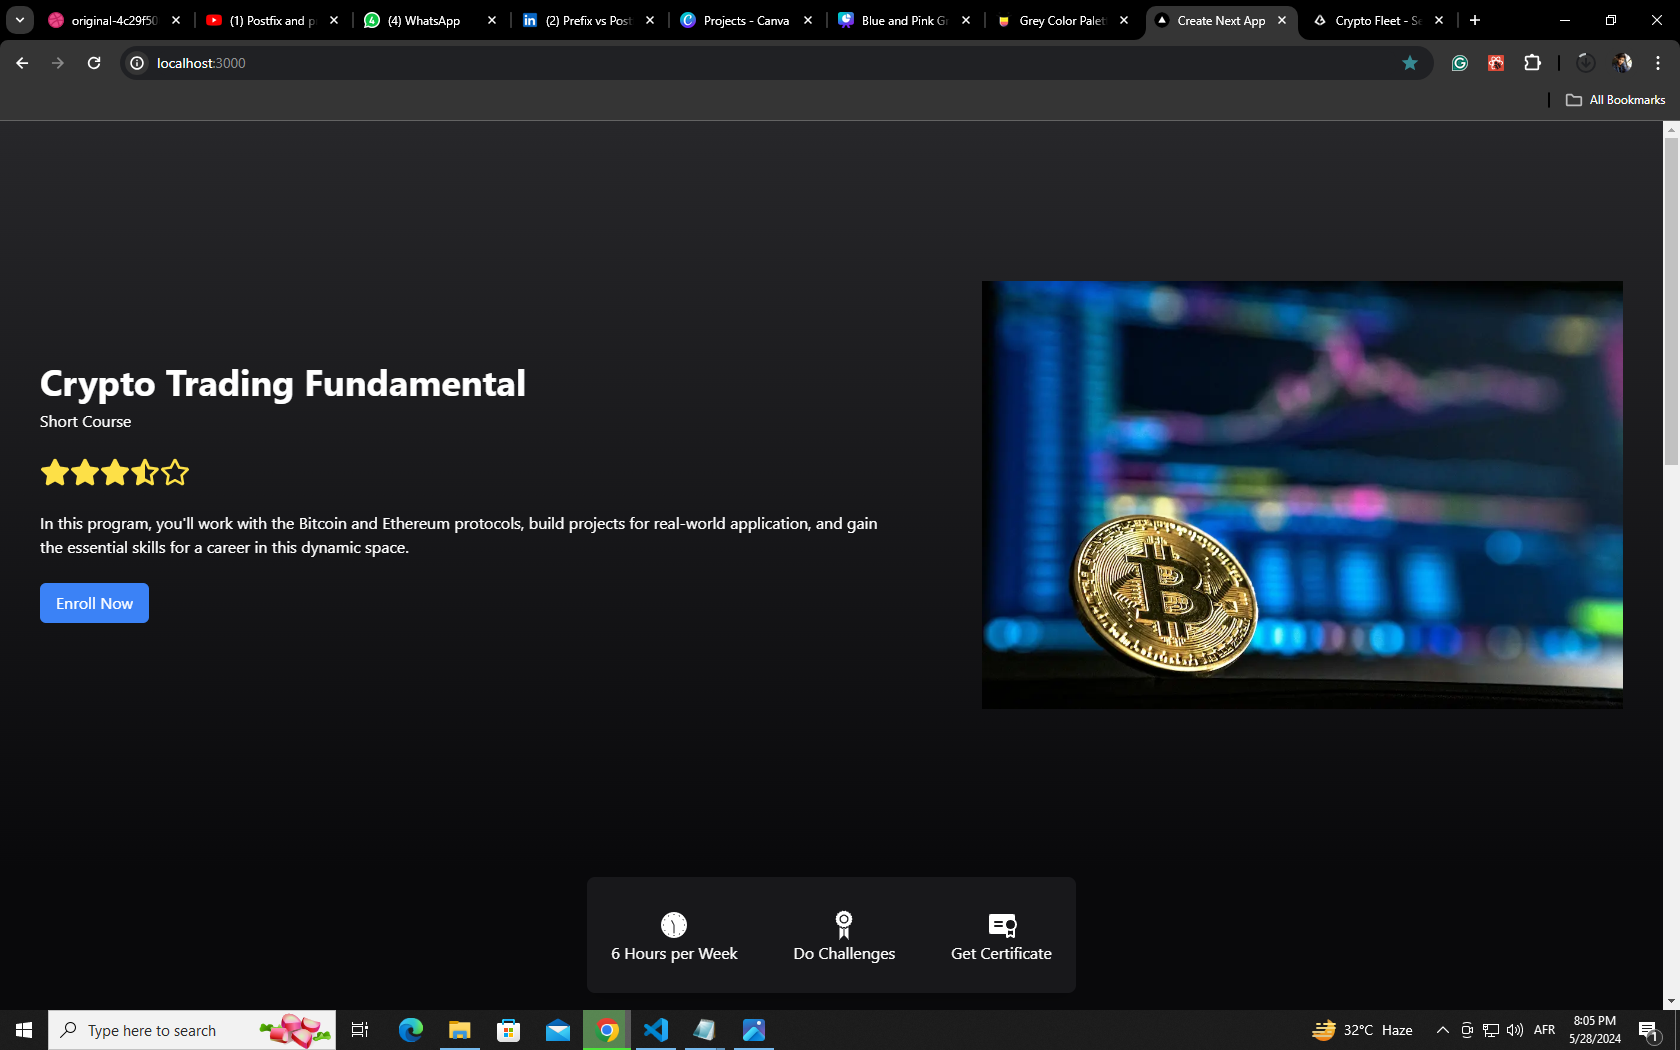 original-4c29f50
(1) Postfix and p
(4) WhatsApp
(2) Prefix vs Post
Projects - Canva
Blue and Pink Gr
Grey Color Palet
Create Next App
Crypto Fleet - Se
localhost:3000
All Bookmarks
Crypto Trading Fundamental
Short Course
In this program, you'll work with the Bitcoin and Ethereum protocols, build projects for real-world application, and gain
the essential skills for a career in this dynamic space.
Enroll Now
6 Hours per Week
Do Challenges
Get Certificate
Type here to search
32°C Haze
AFR
8:05 PM
5/28/2024
1